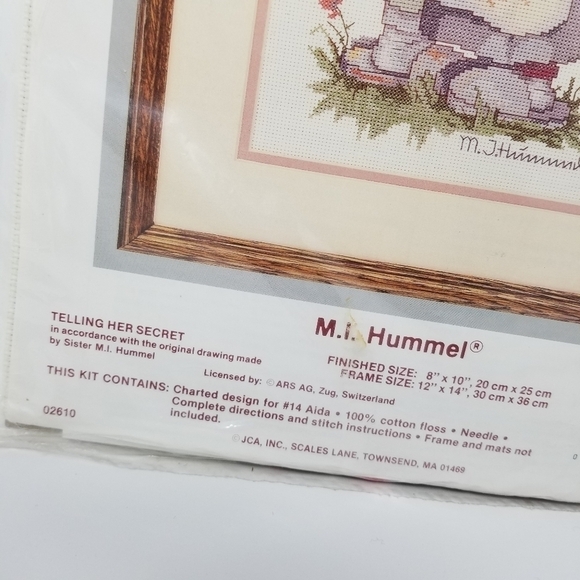 M.I. Hummel
M.I. Hummel®
TELLING HER SECRET
in accordance with the original drawing made
by Sister M.I. Hummel
Licensed by: © ARS AG, Zug, Switzerland
FINISHED SIZE: 8" x 10", 20 cm x 25 cm
FRAME SIZE: 12" x 14", 30 cm x 36 cm
THIS KIT CONTAINS: Charted design for #14 Aida • 100% cotton floss • Needle •
Complete directions and stitch instructions • Frame and mats not
included.
02610
© JCA, INC., SCALES LANE, TOWNSEND, MA 01469
0